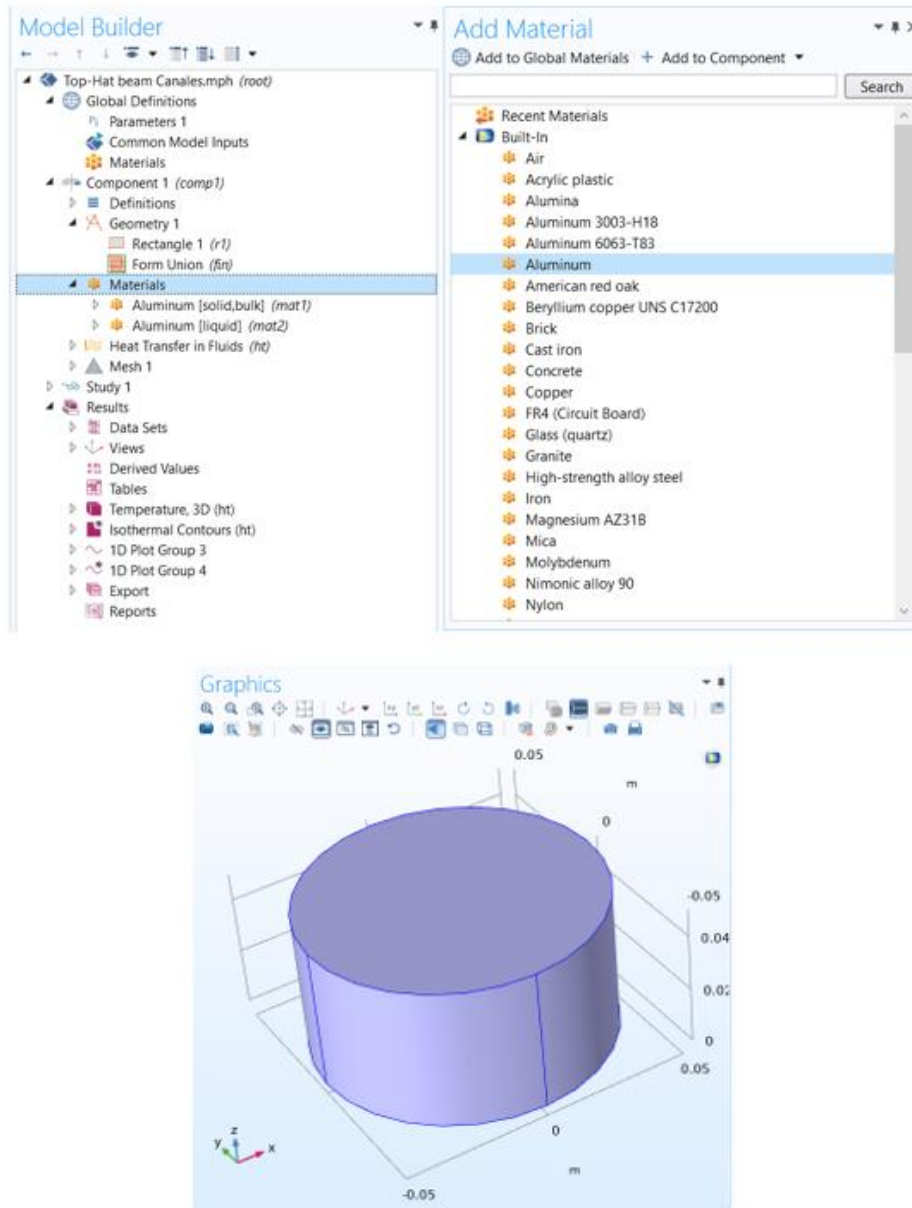 Model Builder
Top-Hat beam Canales.mph (root)
Global Definitions
Pi Parameters 1
Common Model Inputs
Materials
Component 1 (comp1)
Definitions
Geometry 1
Rectangle 1 (r1)
Form Union (fin)
Materials
Aluminum [solid,bulk] (mat1)
Aluminum [liquid] (mat2)
Heat Transfer in Fluids (ht)
Mesh 1
Study 1
Results
Data Sets
Views
Derived Values
Tables
Temperature, 3D (ht)
Isothermal Contours (ht)
1D Plot Group 3
1D Plot Group 4
Export
Reports
Add Material
Add to Global Materials + Add to Component
Search
Recent Materials
Built-In
Air
Acrylic plastic
Alumina
Aluminum 3003-H18
Aluminum 6063-T83
Aluminum
American red oak
Beryllium copper UNS C17200
Brick
Cast iron
Concrete
Copper
FR4 (Circuit Board)
Glass (quartz)
Granite
High-strength alloy steel
Iron
Magnesium AZ31B
Mica
Molybdenum
Nimonic alloy 90
Nylon
Graphics
0.05
m
0
-0.05
0.04
0.02
0
0.05
0
m
-0.05
z
y
x